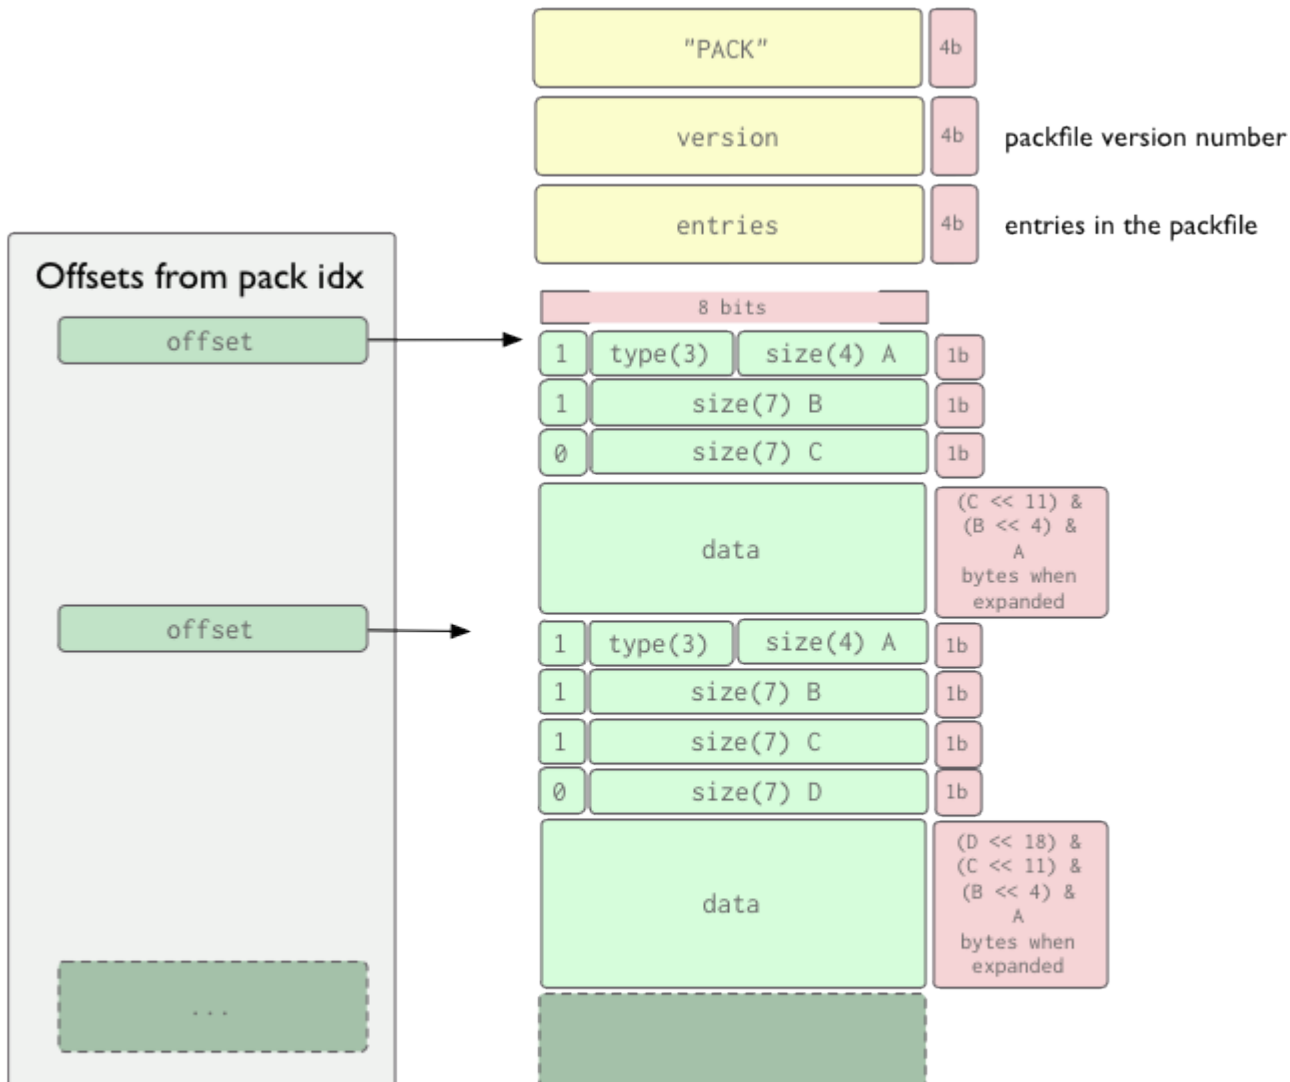 "PACK"
4b
version
4b
packfile version number
entries
4b
entries in the packfile
Offsets from pack idx
8 bits
offset
1
type(3)
size(4) A
1b
1
size(7) B
1b
0
size(7) C
1b
data
(C << 11) &
(B << 4) &
A
bytes when
expanded
offset
1
type(3)
size(4) A
1b
1
size(7) B
1b
1
size(7) C
1b
0
size(7) D
1b
data
(D << 18) &
(C << 11) &
(B << 4) &
A
bytes when
expanded
...